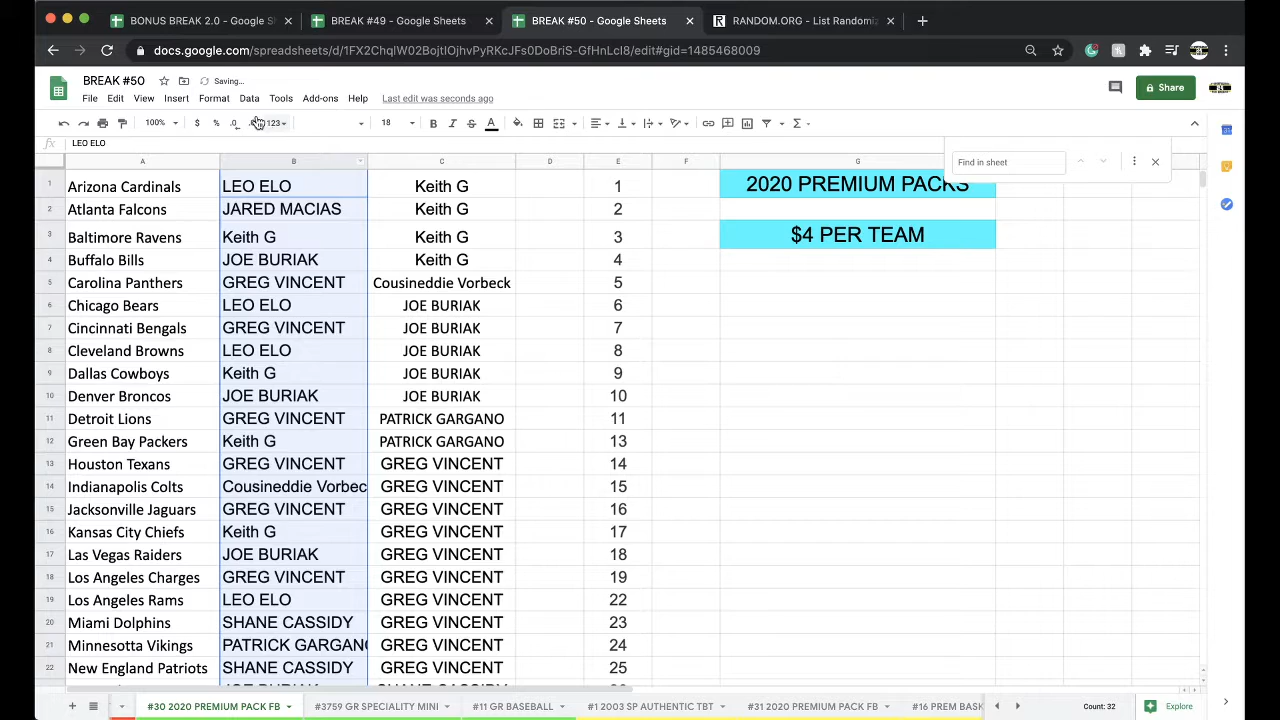 BONUS BREAK 2.0 - Google S
BREAK #49 - Google Sheets
BREAK #50 - Google Sheets
RANDOM.ORG - List Randomiz
docs.google.com/spreadsheets/d/1FX2ChqIW02BojtIOjhvPyRKcJFs0DoBriS-GfHnLcI8/edit#gid=1485468009
BREAK #50 Saving...
File Edit View Insert Format Data Tools Add-ons Help Last edit was seconds ago
Share
100% $ % .0 123 18 B I S A
LEO ELO
Find in sheet
A B C D E F G
1 Arizona Cardinals LEO ELO Keith G 1 2020 PREMIUM PACKS
2 Atlanta Falcons JARED MACIAS Keith G 2
3 Baltimore Ravens Keith G Keith G 3 $4 PER TEAM
4 Buffalo Bills JOE BURIAK Keith G 4
5 Carolina Panthers GREG VINCENT Cousineddie Vorbeck 5
6 Chicago Bears LEO ELO JOE BURIAK 6
7 Cincinnati Bengals GREG VINCENT JOE BURIAK 7
8 Cleveland Browns LEO ELO JOE BURIAK 8
9 Dallas Cowboys Keith G JOE BURIAK 9
10 Denver Broncos JOE BURIAK JOE BURIAK 10
11 Detroit Lions GREG VINCENT PATRICK GARGANO 11
12 Green Bay Packers Keith G PATRICK GARGANO 13
13 Houston Texans GREG VINCENT GREG VINCENT 14
14 Indianapolis Colts Cousineddie Vorbec GREG VINCENT 15
15 Jacksonville Jaguars GREG VINCENT GREG VINCENT 16
16 Kansas City Chiefs Keith G GREG VINCENT 17
17 Las Vegas Raiders JOE BURIAK GREG VINCENT 18
18 Los Angeles Charges GREG VINCENT GREG VINCENT 19
19 Los Angeles Rams LEO ELO GREG VINCENT 22
20 Miami Dolphins SHANE CASSIDY GREG VINCENT 23
21 Minnesotta Vikings PATRICK GARGANO GREG VINCENT 24
22 New England Patriots SHANE CASSIDY GREG VINCENT 25
#30 2020 PREMIUM PACK FB #3759 GR SPECIALITY MINI #11 GR BASEBALL #1 2003 SP AUTHENTIC TBT #31 2020 PREMIUM PACK FB #16 PREM BASK Count: 32 Explore